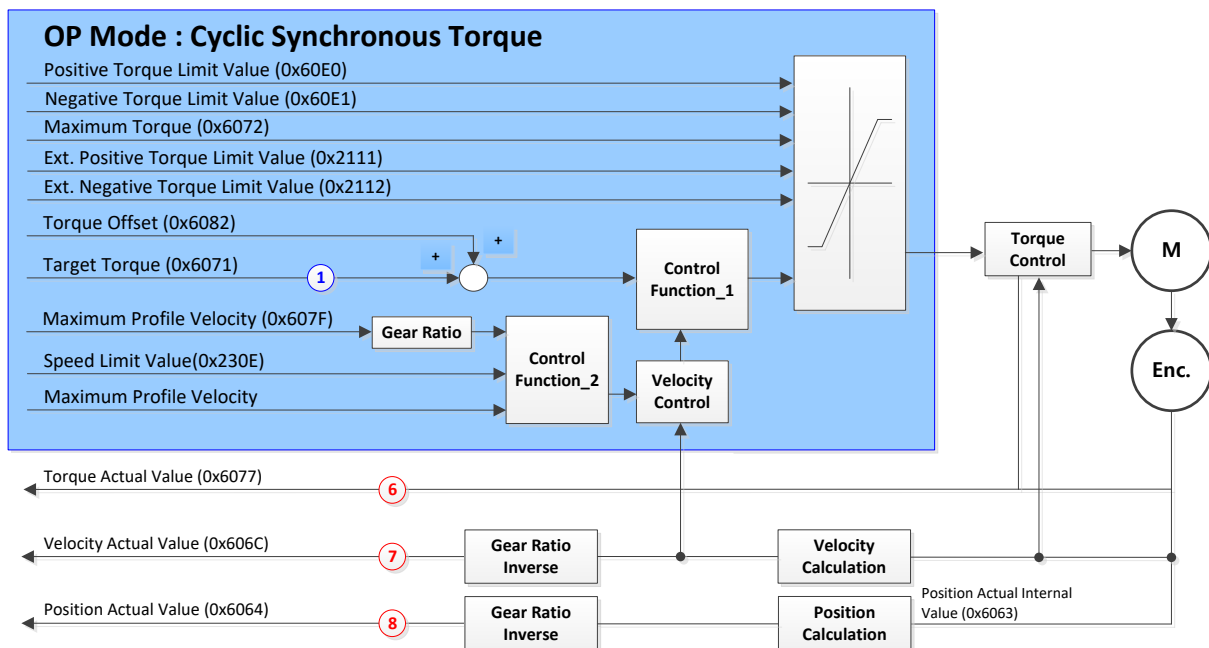 OP Mode : Cyclic Synchronous Torque
Positive Torque Limit Value (0x60E0)
Negative Torque Limit Value (0x60E1)
Maximum Torque (0x6072)
Ext. Positive Torque Limit Value (0x2111)
Ext. Negative Torque Limit Value (0x2112)
Torque Offset (0x6082)
+
+
Target Torque (0x6071)
1
Control
Function_1
Torque
Control
M
Maximum Profile Velocity (0x607F)
Gear Ratio
Speed Limit Value(0x230E)
Control
Function_2
Velocity
Control
Enc.
Maximum Profile Velocity
Torque Actual Value (0x6077)
6
Velocity Actual Value (0x606C)
7
Gear Ratio
Inverse
Velocity
Calculation
Position Actual Internal
Value (0x6063)
Position Actual Value (0x6064)
8
Gear Ratio
Inverse
Position
Calculation